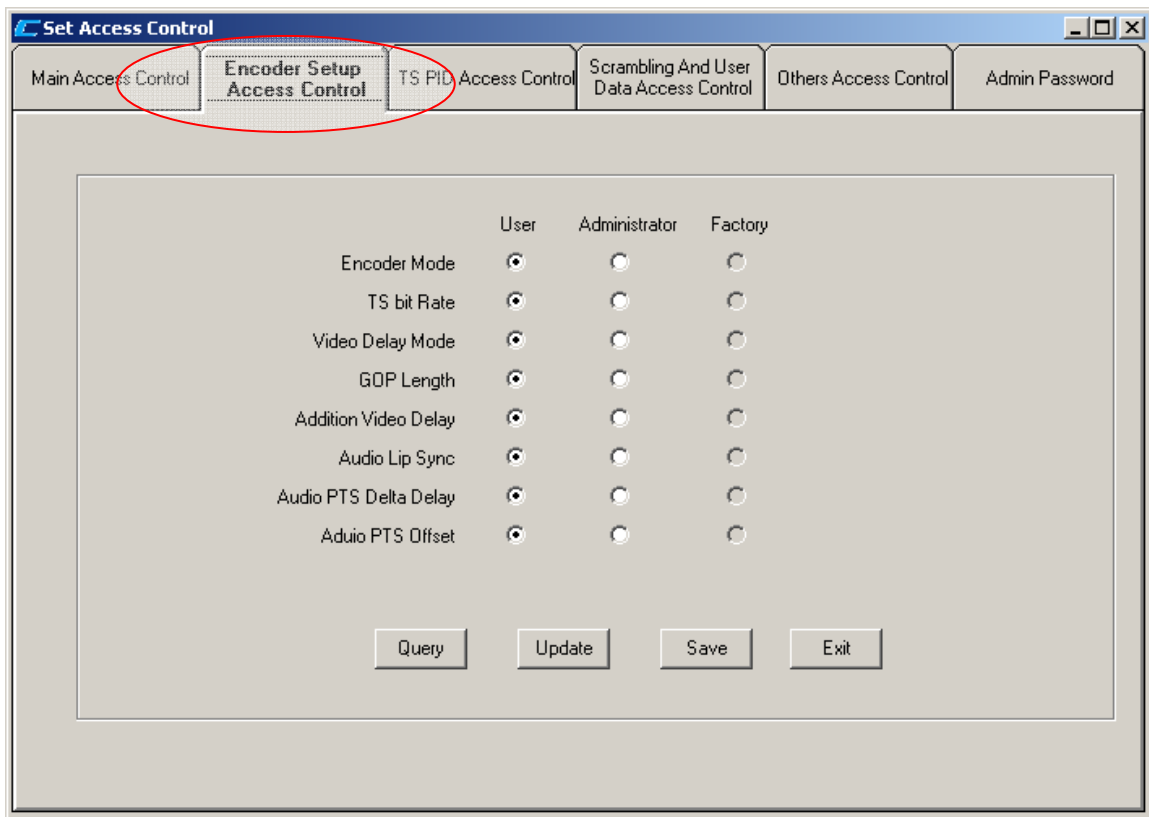 Set Access Control
Main Access Control
Encoder Setup
Access Control
TS PID Access Control
Scrambling And User
Data Access Control
Others Access Control
Admin Password
User Administrator Factory
Encoder Mode
TS bit Rate
Video Delay Mode
GOP Length
Addition Video Delay
Audio Lip Sync
Audio PTS Delta Delay
Aduio PTS Offset
Query Update Save Exit